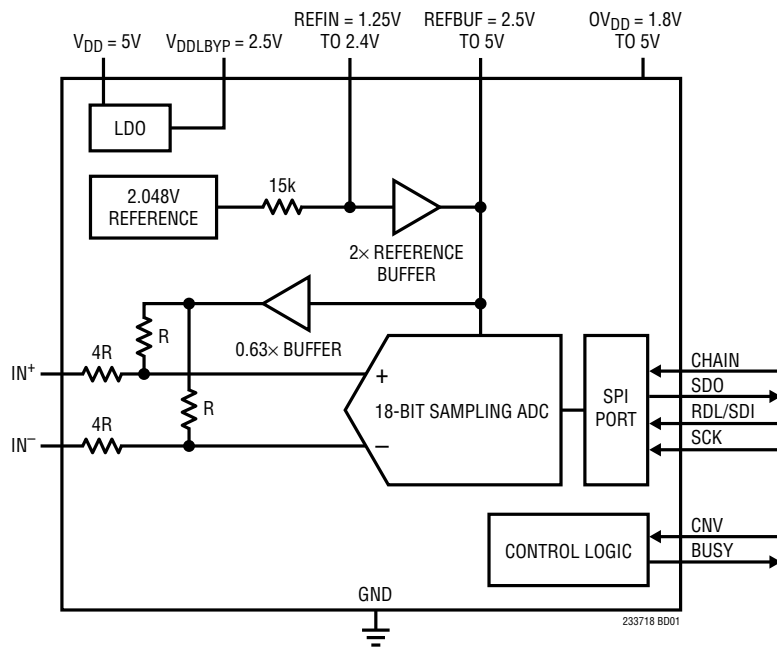 REFIN = 1.25V
TO 2.4V
REFBUF = 2.5V
TO 5V
OVDD = 1.8V
TO 5V
VDD = 5V
VDDLBYP = 2.5V
LDO
2.048V
REFERENCE
15k
2× REFERENCE
BUFFER
R
0.63× BUFFER
IN+
4R
+
18-BIT SAMPLING ADC
SPI
PORT
CHAIN
SDO
RDL/SDI
SCK
R
IN−
4R
−
CONTROL LOGIC
CNV
BUSY
GND
233718 BD01